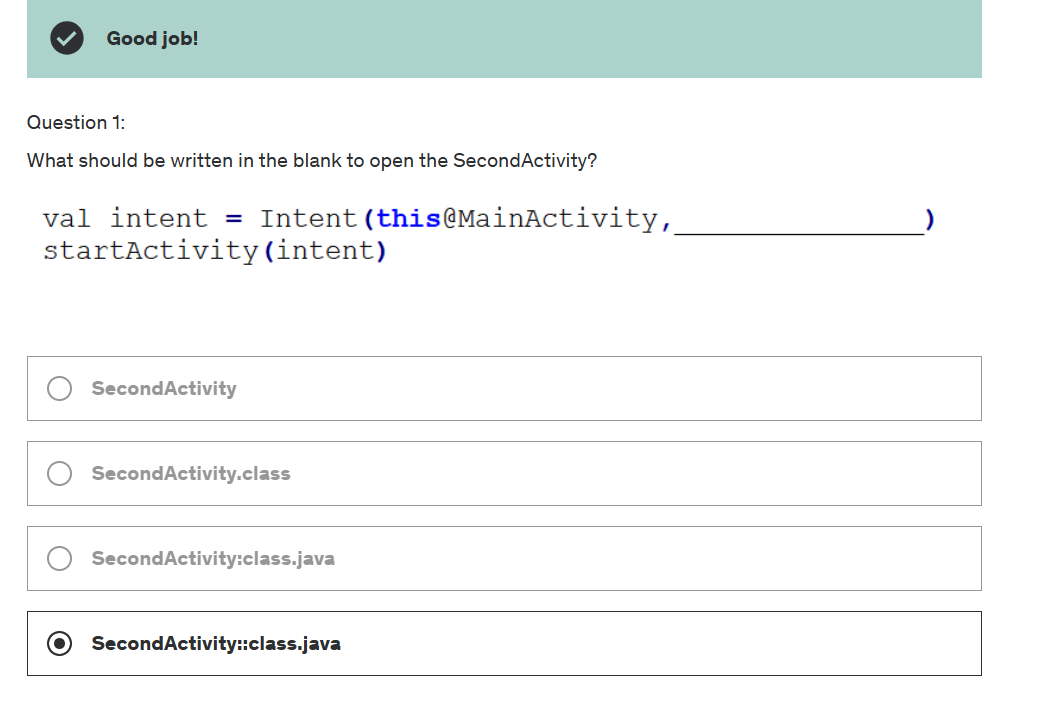 Good job!
Question 1:
What should be written in the blank to open the SecondActivity?
val intent = Intent(this@MainActivity,________________)
startActivity(intent)
SecondActivity
SecondActivity.class
SecondActivity:class.java
SecondActivity::class.java